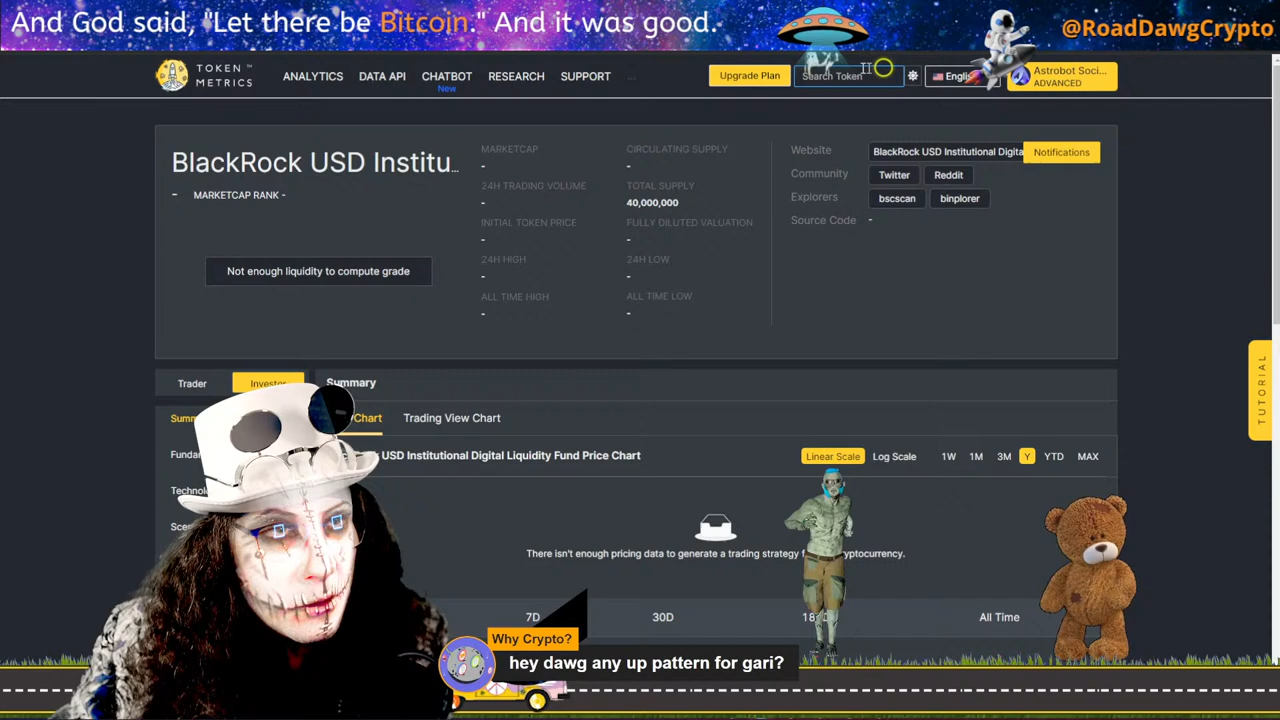 And God said, "Let there be Bitcoin." And it was good.
@RoadDawgCrypto
TOKEN METRICS™
ANALYTICS DATA API CHATBOT RESEARCH SUPPORT ...
New
Upgrade Plan
Search Token
Astrobot Soci...
ADVANCED
BlackRock USD Institu...
- MARKETCAP RANK -
Not enough liquidity to compute grade
MARKETCAP
-
CIRCULATING SUPPLY
-
24H TRADING VOLUME
-
TOTAL SUPPLY
40,000,000
INITIAL TOKEN PRICE
-
FULLY DILUTED VALUATION
-
24H HIGH
-
24H LOW
-
ALL TIME HIGH
-
ALL TIME LOW
-
Website BlackRock USD Institutional Digita
Notifications
Community Twitter Reddit
Explorers bscscan binplorer
Source Code -
TUTORIAL
Trader Investor Summary
Chart Trading View Chart
USD Institutional Digital Liquidity Fund Price Chart
Linear Scale Log Scale 1W 1M 3M Y YTD MAX
There isn't enough pricing data to generate a trading strategy
7D 30D All Time
Why Crypto?
hey dawg any up pattern for gari?